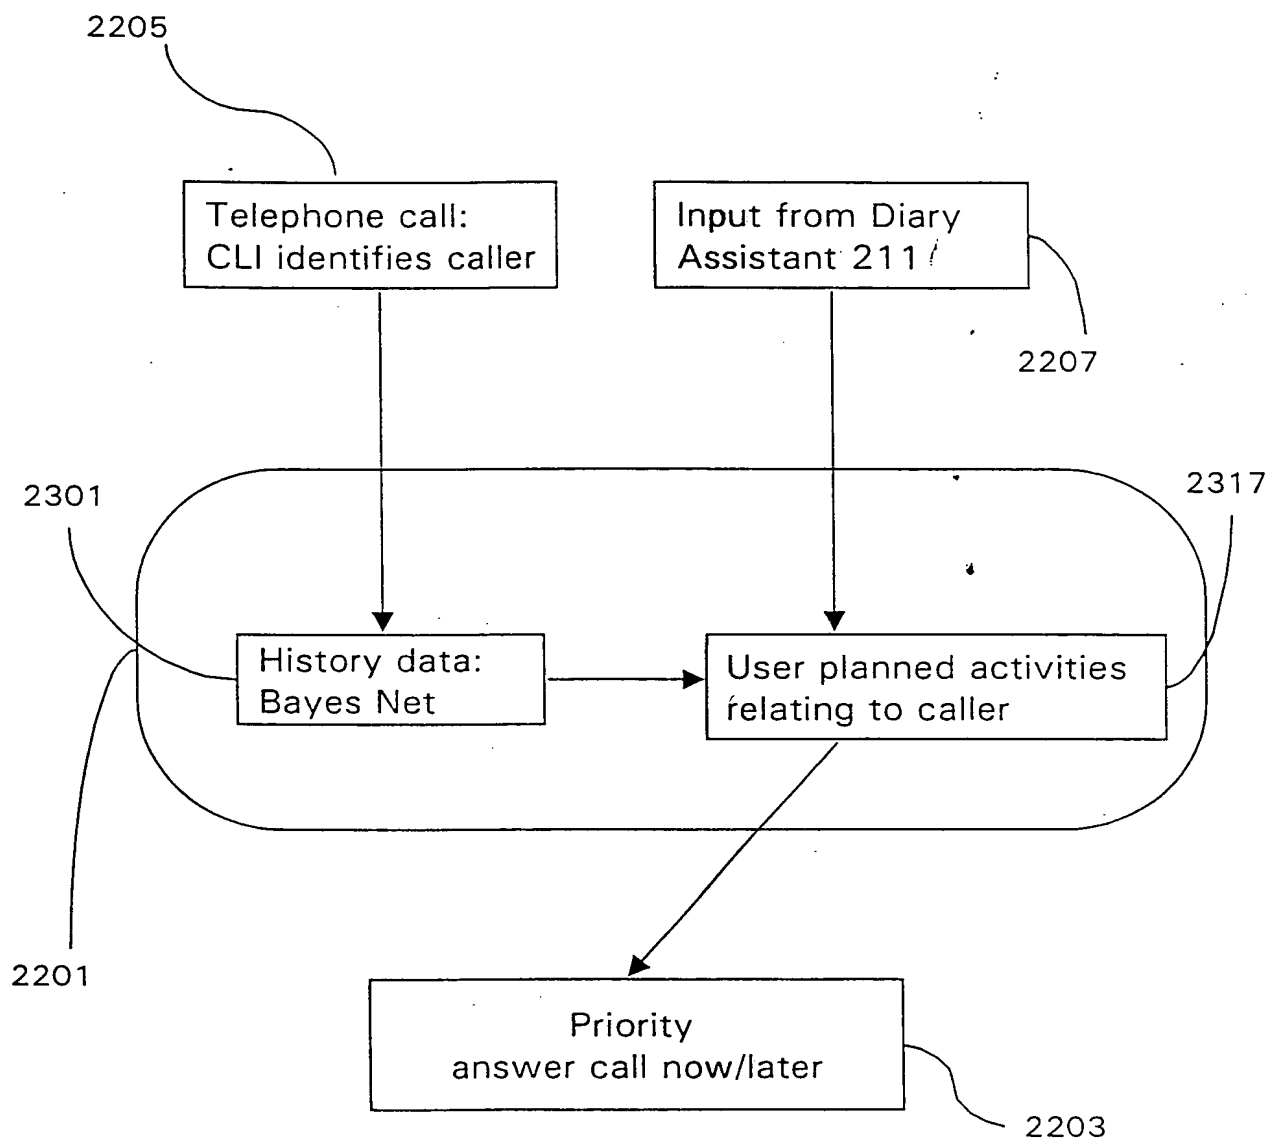 2205
Telephone call:
CLI identifies caller
Input from Diary
Assistant 211
2207
2301
2317
History data:
Bayes Net
User planned activities
relating to caller
2201
Priority
answer call now/later
2203